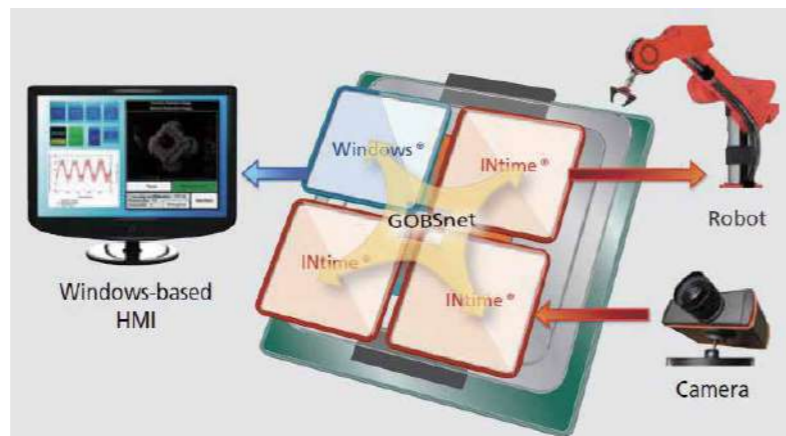 Windows®
INtime®
GOBSnet
INtime®
INtime®
Robot
Windows-based
HMI
Camera